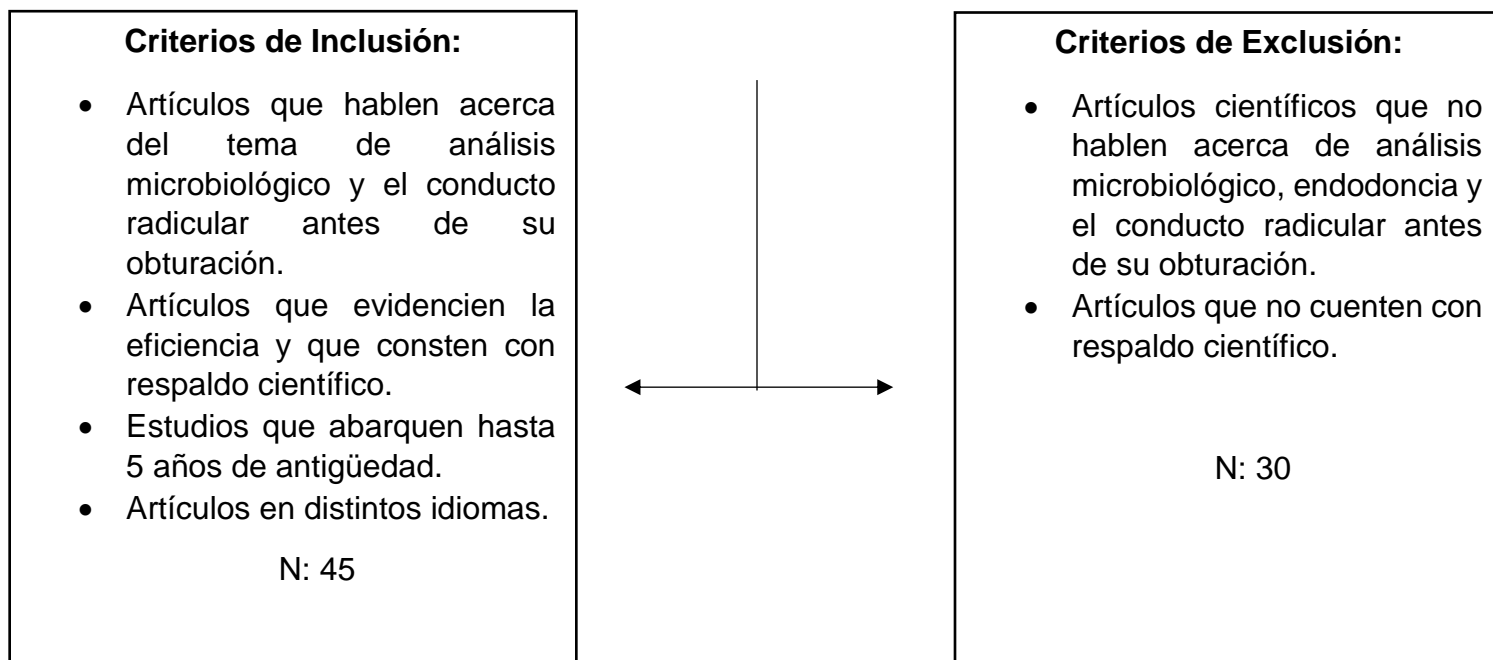 Criterios de Inclusión:
• Artículos que hablen acerca
del tema de análisis
microbiológico y el conducto
radicular antes de su
obturación.
• Artículos que evidencien la
eficiencia y que consten con
respaldo científico.
• Estudios que abarquen hasta
5 años de antigüedad.
• Artículos en distintos idiomas.
N: 45
Criterios de Exclusión:
• Artículos científicos que no
hablen acerca de análisis
microbiológico, endodoncia y
el conducto radicular antes
de su obturación.
• Artículos que no cuenten con
respaldo científico.
N: 30